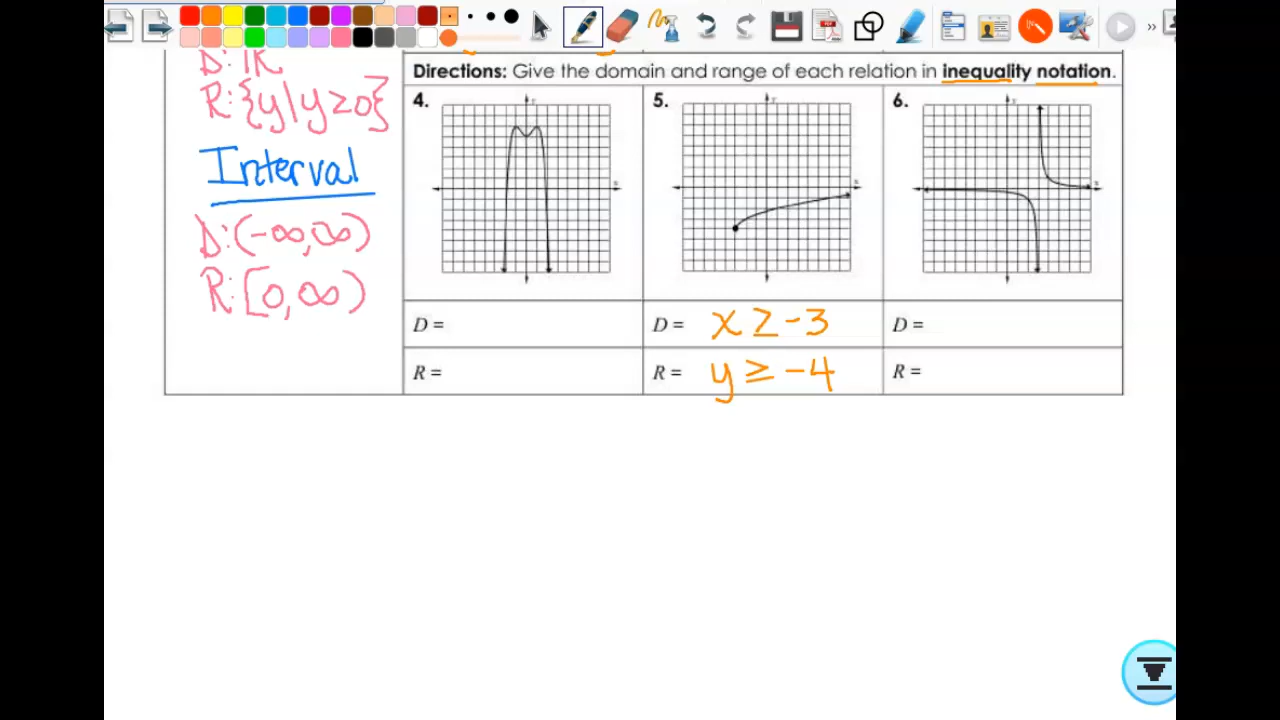 D: ℝ
R: {y|y≥0}
Interval
D: (-∞,∞)
R: [0,∞)
Directions: Give the domain and range of each relation in inequality notation.
4.
5.
6.
y
x
y
x
y
x
D =
D = x ≥ -3
D =
R =
R = y ≥ -4
R =